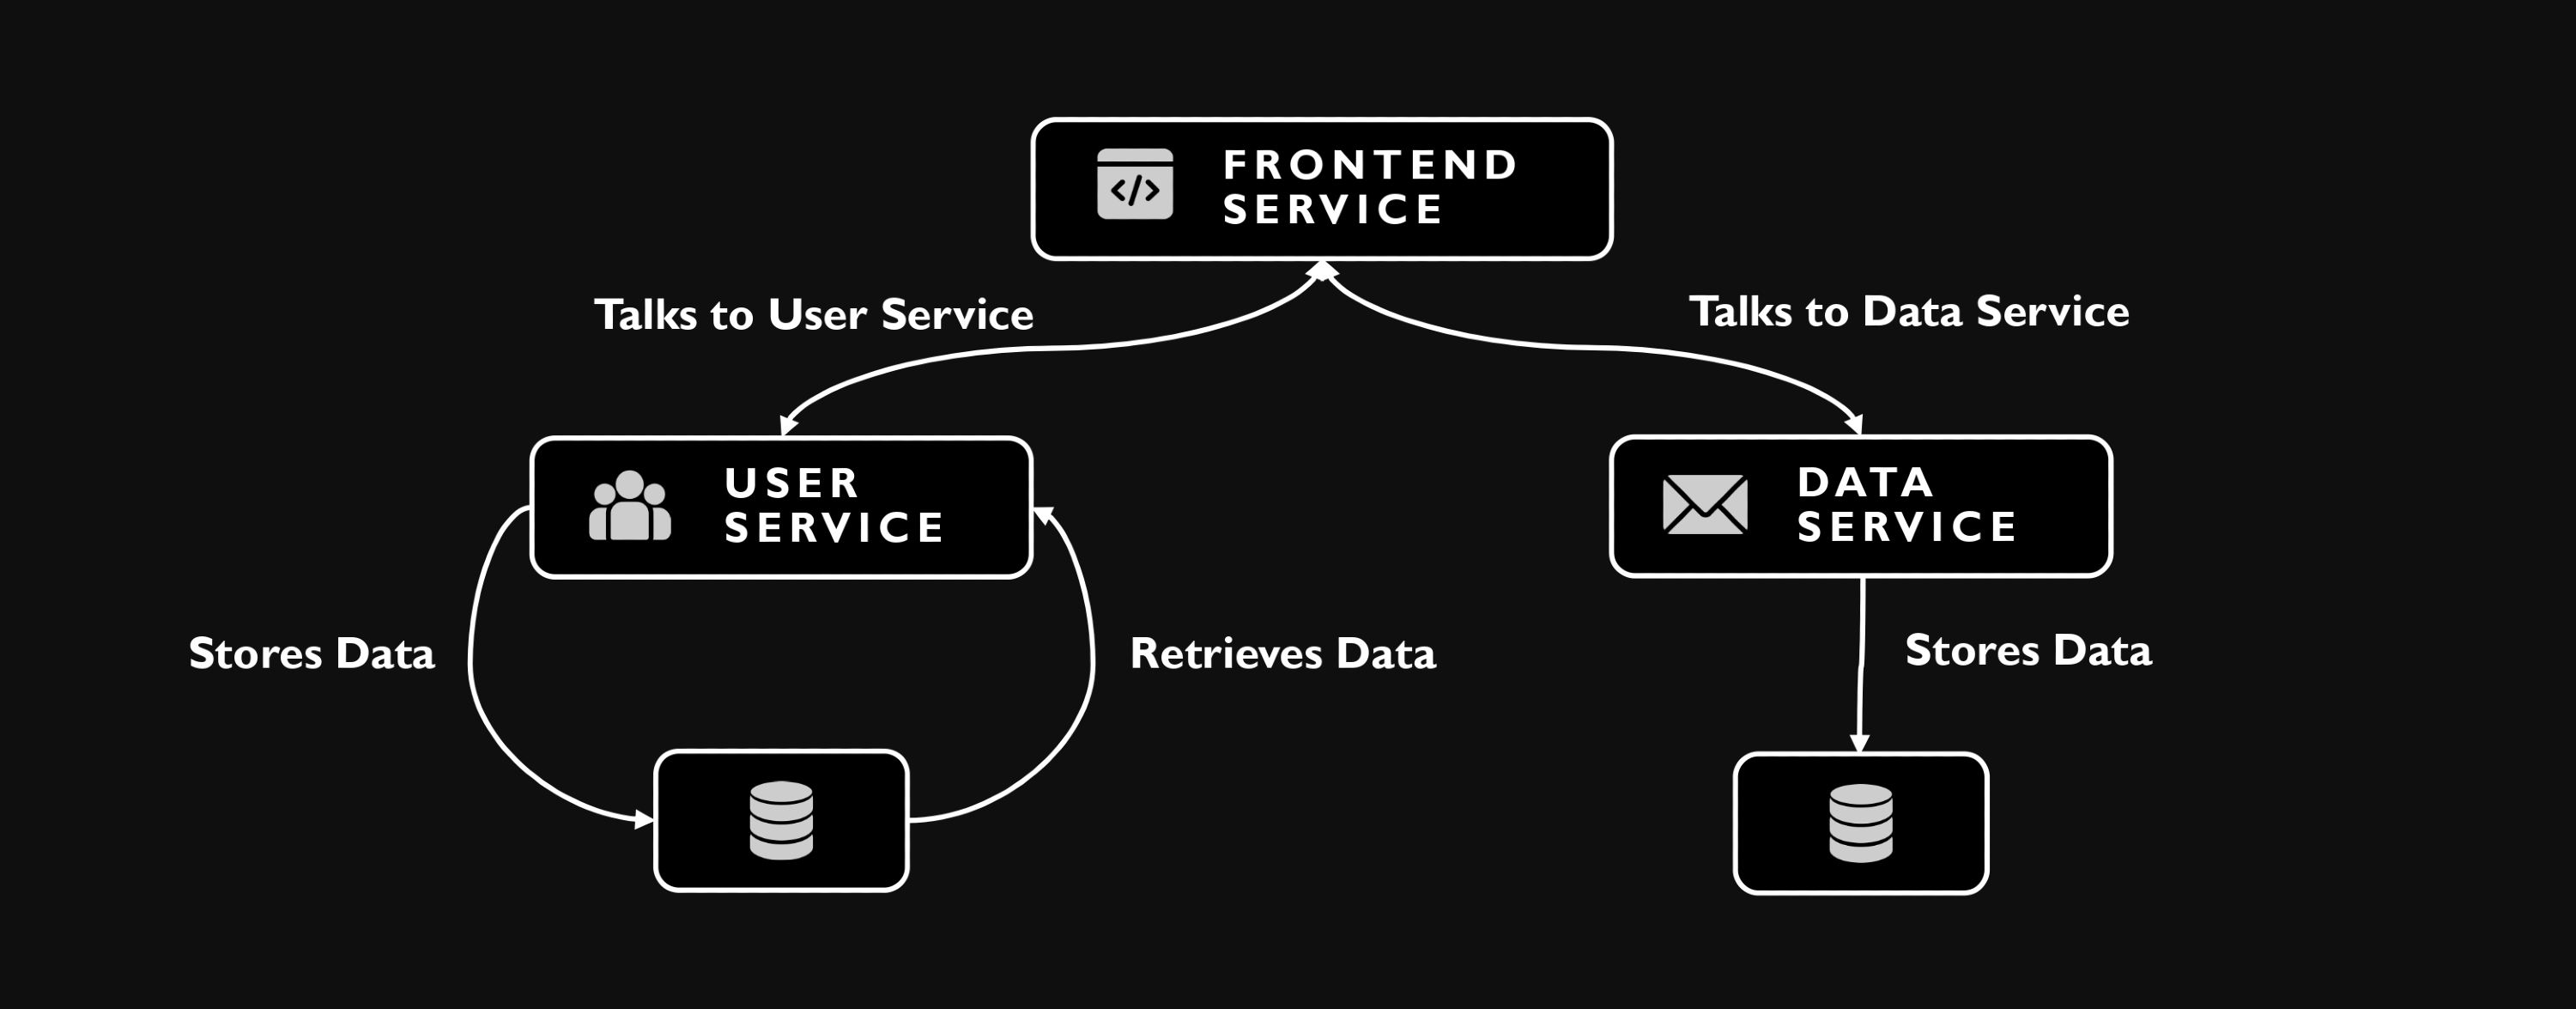 FRONTEND
SERVICE
Talks to User Service
Talks to Data Service
USER
SERVICE
DATA
SERVICE
Stores Data
Retrieves Data
Stores Data